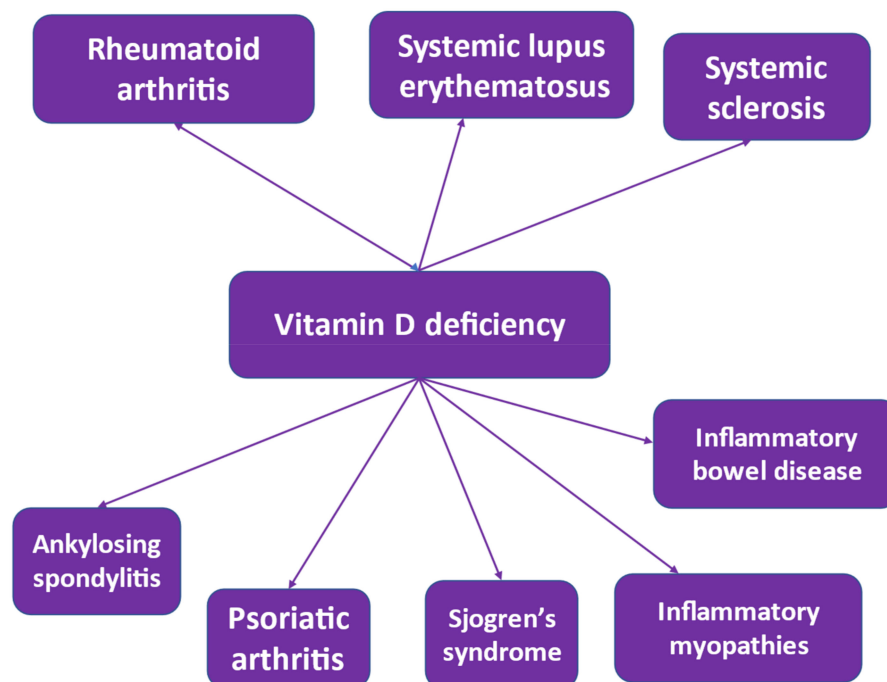 Rheumatoid
arthritis
Systemic lupus
erythematosus
Systemic
sclerosis
Vitamin D deficiency
Inflammatory
bowel disease
Ankylosing
spondylitis
Psoriatic
arthritis
Sjogren’s
syndrome
Inflammatory
myopathies